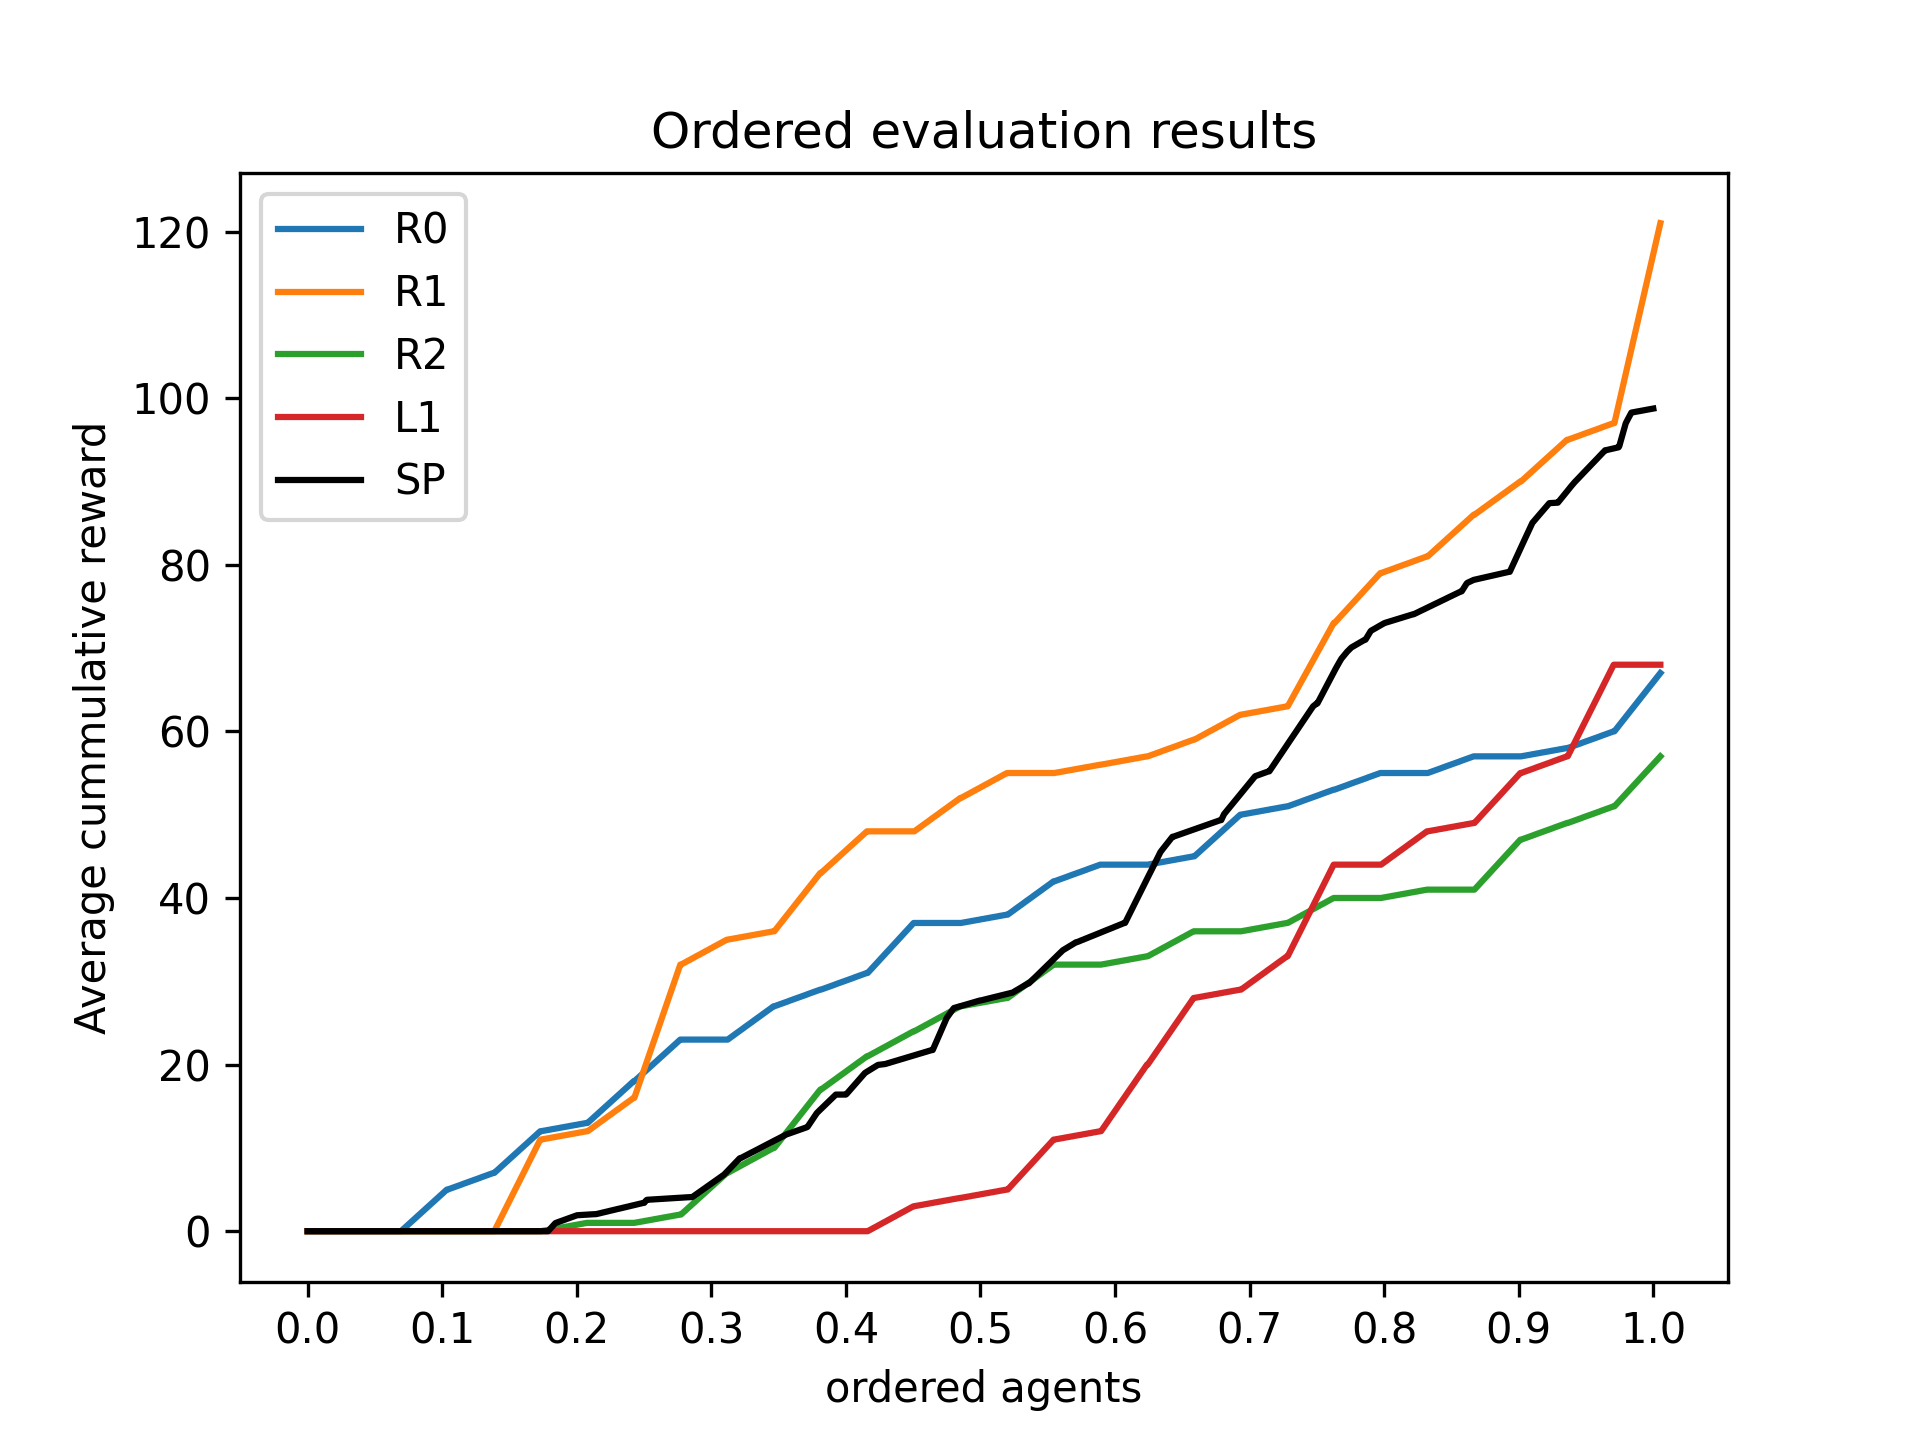 Ordered evaluation results
R0
R1
R2
L1
SP
120
100
80
60
40
20
0
Average cummulative reward
0.0 0.1 0.2 0.3 0.4 0.5 0.6 0.7 0.8 0.9 1.0
ordered agents